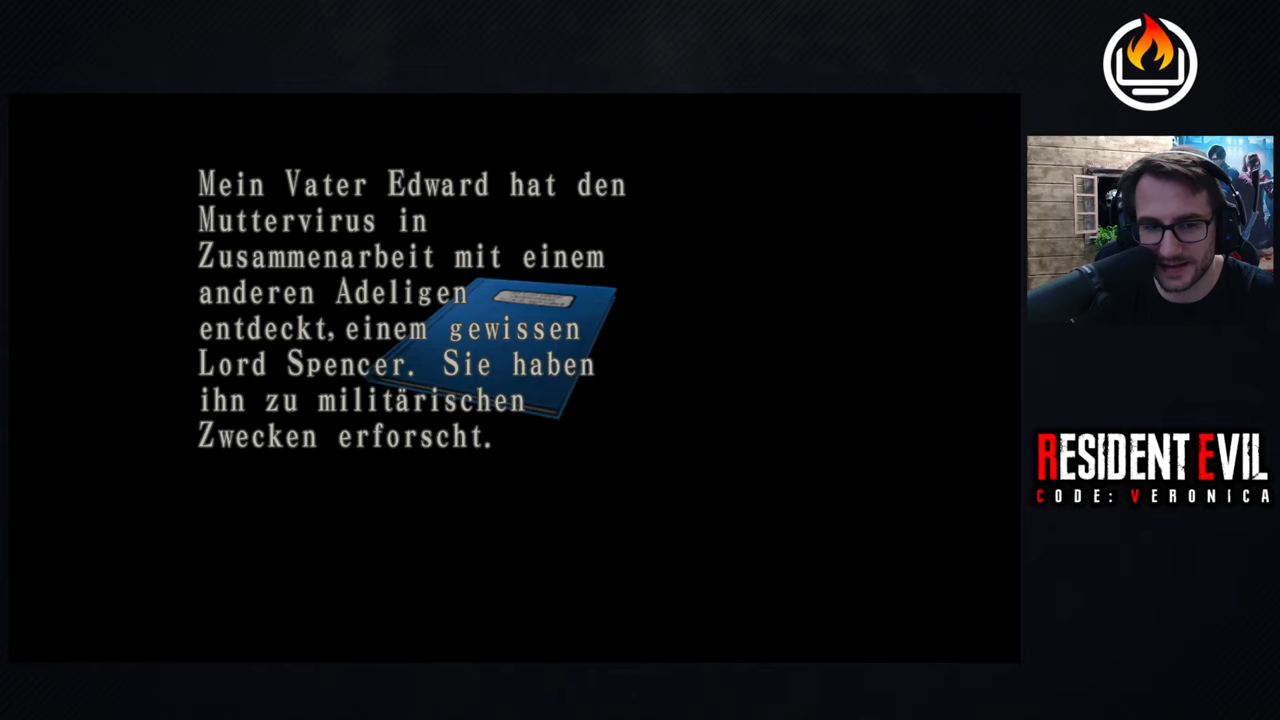 Mein Vater Edward hat den
Muttervirus in
Zusammenarbeit mit einem
anderen Adeligen
entdeckt, einem gewissen
Lord Spencer. Sie haben
ihn zu militärischen
Zwecken erforscht.
RESIDENT EVIL
CODE: VERONICA